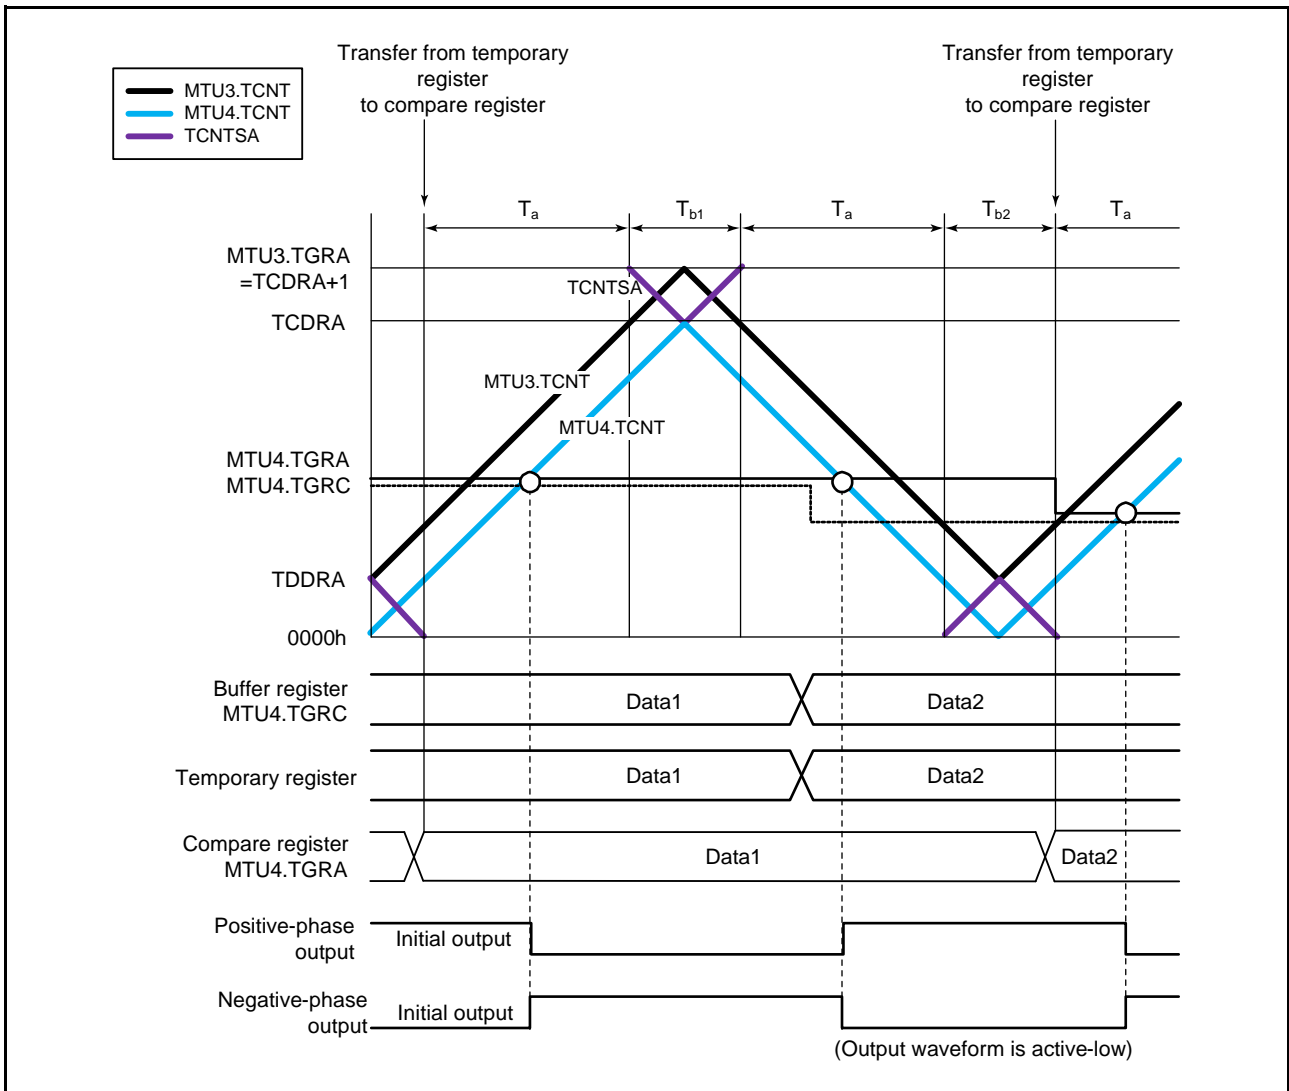 Transfer from temporary
register
to compare register
Transfer from temporary
register
to compare register
MTU3.TCNT
MTU4.TCNT
TCNTSA
Ta
Tb1
Ta
Tb2
Ta
MTU3.TGRA
=TCDRA+1
TCNTSA
TCDRA
MTU3.TCNT
MTU4.TCNT
MTU4.TGRA
MTU4.TGRC
TDDRA
0000h
Buffer register
MTU4.TGRC
Data1
Data2
Temporary register
Data1
Data2
Compare register
MTU4.TGRA
Data1
Data2
Positive-phase
output
Initial output
Negative-phase
output
Initial output
(Output waveform is active-low)